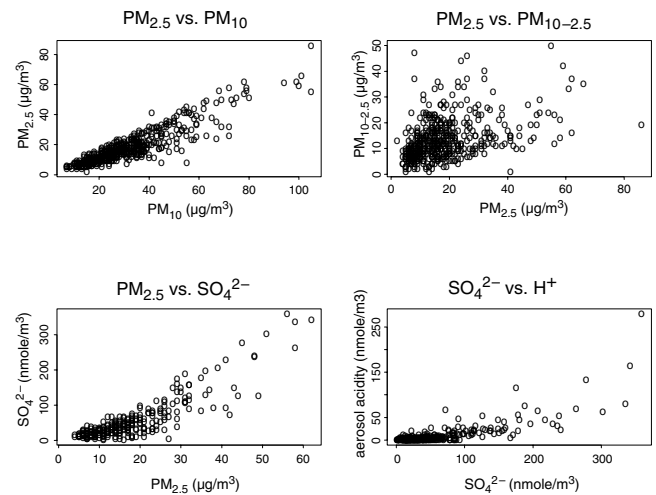 PM2.5 vs. PM10
PM2.5 (µg/m3)
0 20 40 60 80
20 40 60 80 100
PM10 (µg/m3)
PM2.5 vs. PM10−2.5
PM10−2.5 (µg/m3)
0 10 20 30 40 50
0 20 40 60 80
PM2.5 (µg/m3)
PM2.5 vs. SO42−
SO42− (nmole/m3)
0 100 200 300
0 10 20 30 40 50 60
PM2.5 (µg/m3)
SO42− vs. H+
aerosol acidity (nmole/m3)
0 50 150 250
0 100 200 300
SO42− (nmole/m3)